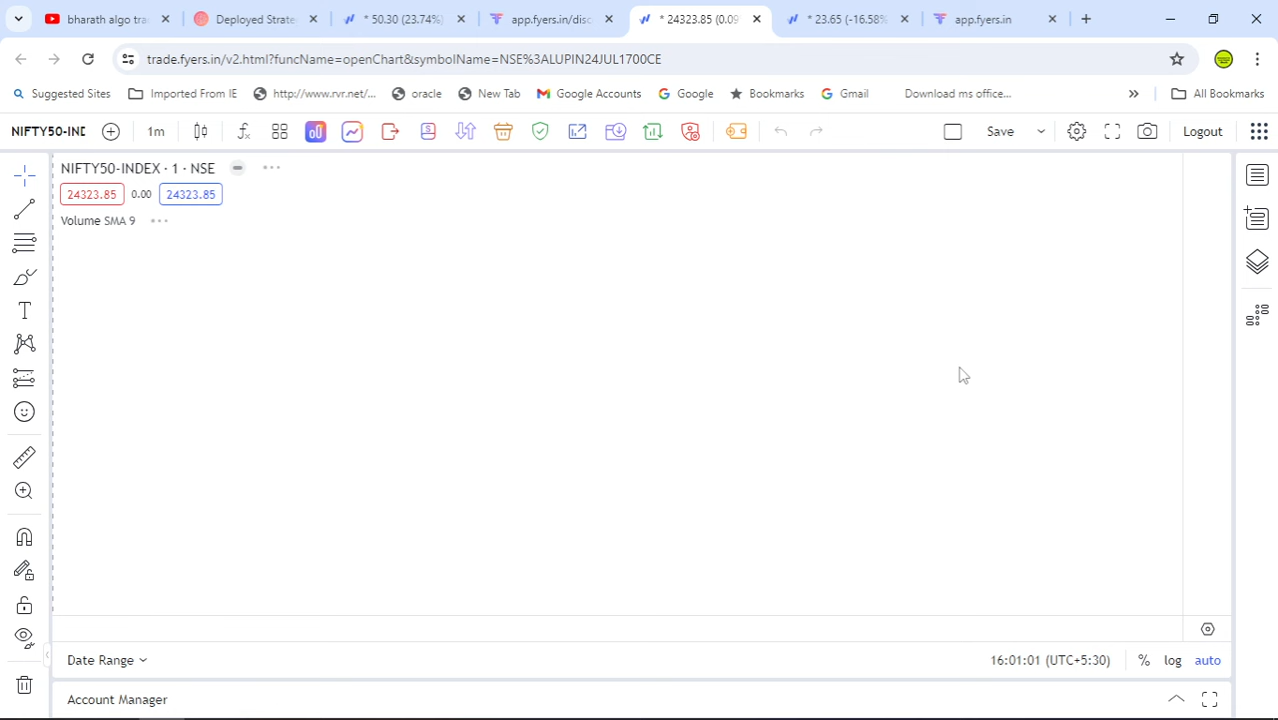 bharath algo tra
Deployed Strate
* 50.30 (23.74%)
app.fyers.in/disc
* 24323.85 (0.09
* 23.65 (-16.58%
app.fyers.in
trade.fyers.in/v2.html?funcName=openChart&symbolName=NSE%3ALUPIN24JUL1700CE
Suggested Sites
Imported From IE
http://www.rvr.net/...
oracle
New Tab
Google Accounts
Google
Bookmarks
Gmail
Download ms office...
»
All Bookmarks
NIFTY50-INDE
1m
Save
Logout
NIFTY50-INDEX · 1 · NSE
24323.85
0.00
24323.85
Volume SMA 9
Date Range
16:01:01 (UTC+5:30)
%
log
auto
Account Manager